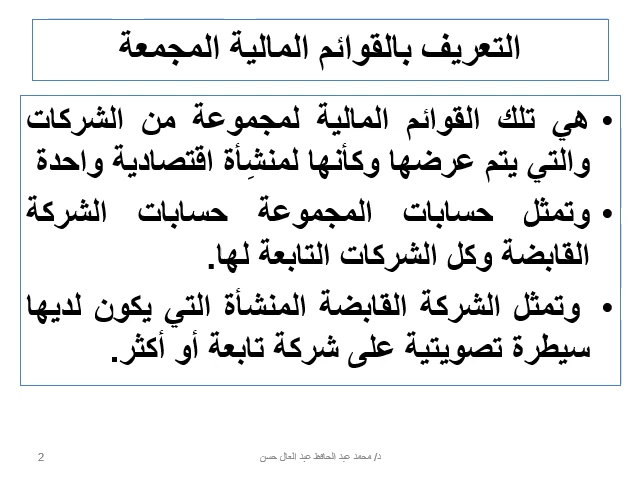 التعريف بالقوائم المالية المجمعة
• هي تلك القوائم المالية لمجموعة من الشركات
والتي يتم عرضها وكأنها لمنشِأة اقتصادية واحدة
• وتمثل حسابات المجموعة حسابات الشركة
القابضة وكل الشركات التابعة لها.
• وتمثل الشركة القابضة المنشأة التي يكون لديها
سيطرة تصويتية على شركة تابعة أو أكثر.
د/ محمد عبد الحافظ عبد العال حسن
2